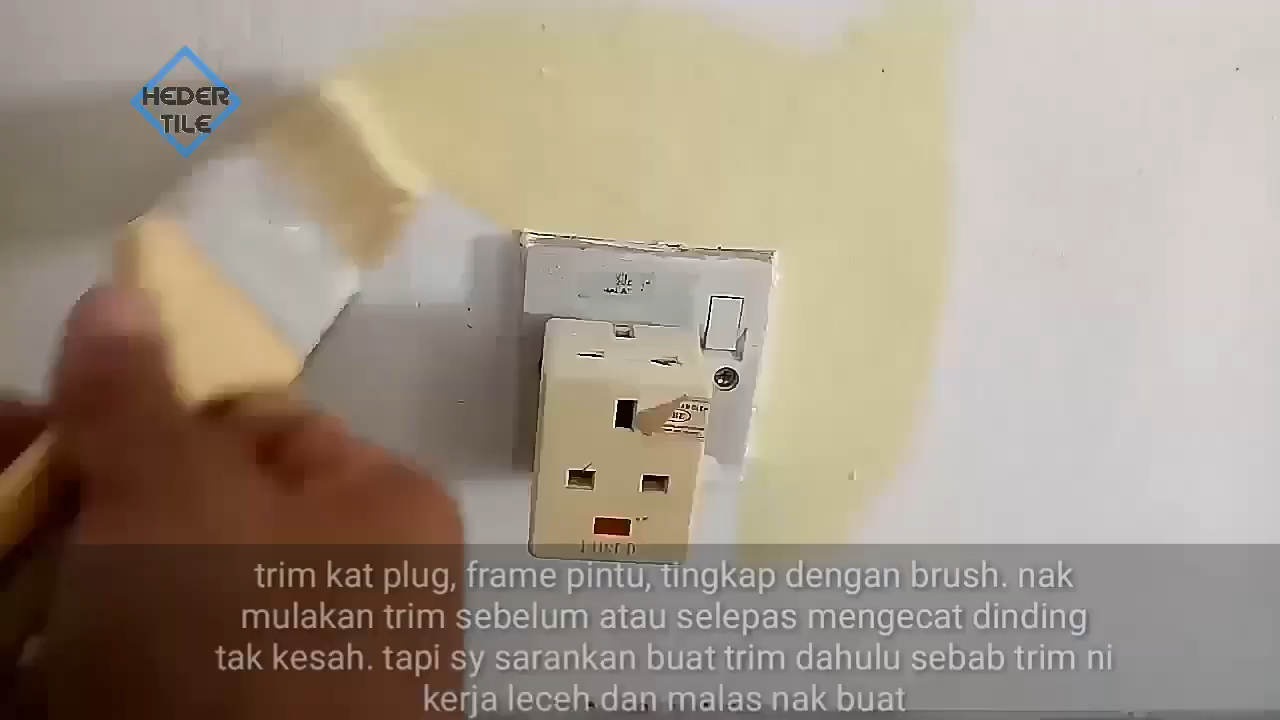 HEDER
TILE
FUSED
trim kat plug, frame pintu, tingkap dengan brush. nak
mulakan trim sebelum atau selepas mengecat dinding
tak kesah. tapi sy sarankan buat trim dahulu sebab trim ni
kerja leceh dan malas nak buat